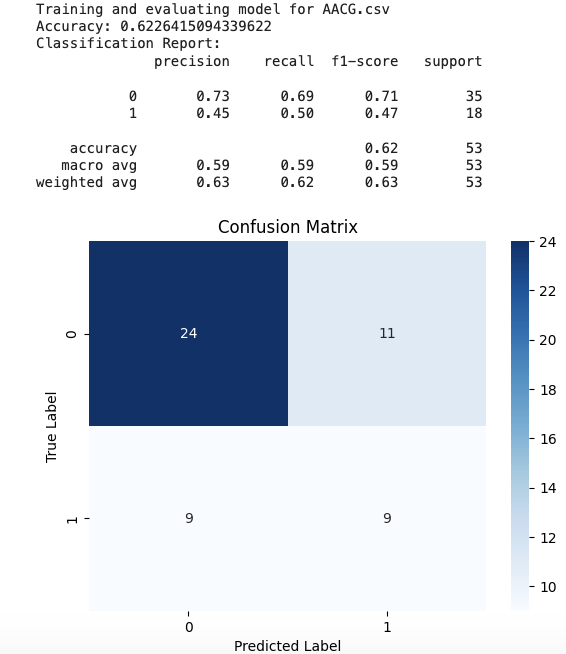 Training and evaluating model for AACG.csv
Accuracy: 0.6226415094339622
Classification Report:
precision recall f1-score support
0 0.73 0.69 0.71 35
1 0.45 0.50 0.47 18
accuracy 0.62 53
macro avg 0.59 0.59 0.59 53
weighted avg 0.63 0.62 0.63 53
Confusion Matrix
24
22
20
18
16
14
12
10
True Label
0
1
24 11
9 9
0 1
Predicted Label